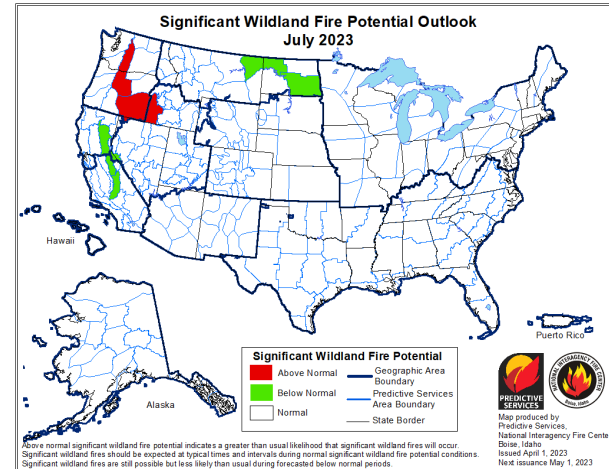 Significant Wildland Fire Potential Outlook
July 2023
Hawaii
Puerto Rico
Alaska
Significant Wildland Fire Potential
Above Normal
Below Normal
Normal
Geographic Area
Boundary
Predictive Services
Area Boundary
State Border
PREDICTIVE
SERVICES
NATIONAL INTERAGENCY FIRE CENTER
Boise, Idaho
Map produced by
Predictive Services,
National Interagency Fire Cente
Boise, Idaho
Issued April 1, 2023
Next issuance May 1, 2023
Above normal significant wildland fire potential indicates a greater than usual likelihood that significant wildland fires will occur.
Significant wildland fires should be expected at typical times and intervals during normal significant wildland fire potential conditions.
Significant wildland fires are still possible but less likely than usual during forecasted below normal periods.